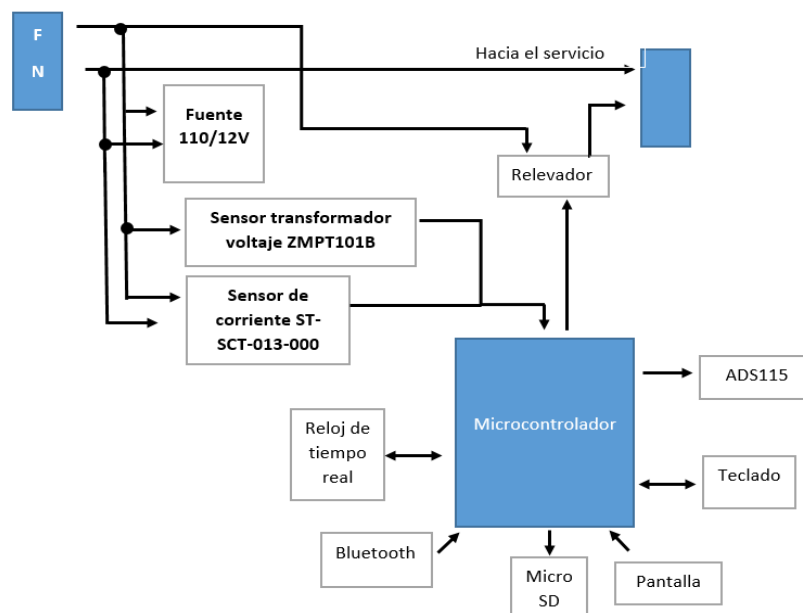 F
N
Hacia el servicio
Fuente
110/12V
Relevador
Sensor transformador
voltaje ZMPT101B
Sensor de
corriente ST-
SCT-013-000
Microcontrolador
ADS115
Reloj de
tiempo
real
Teclado
Bluetooth
Micro
SD
Pantalla